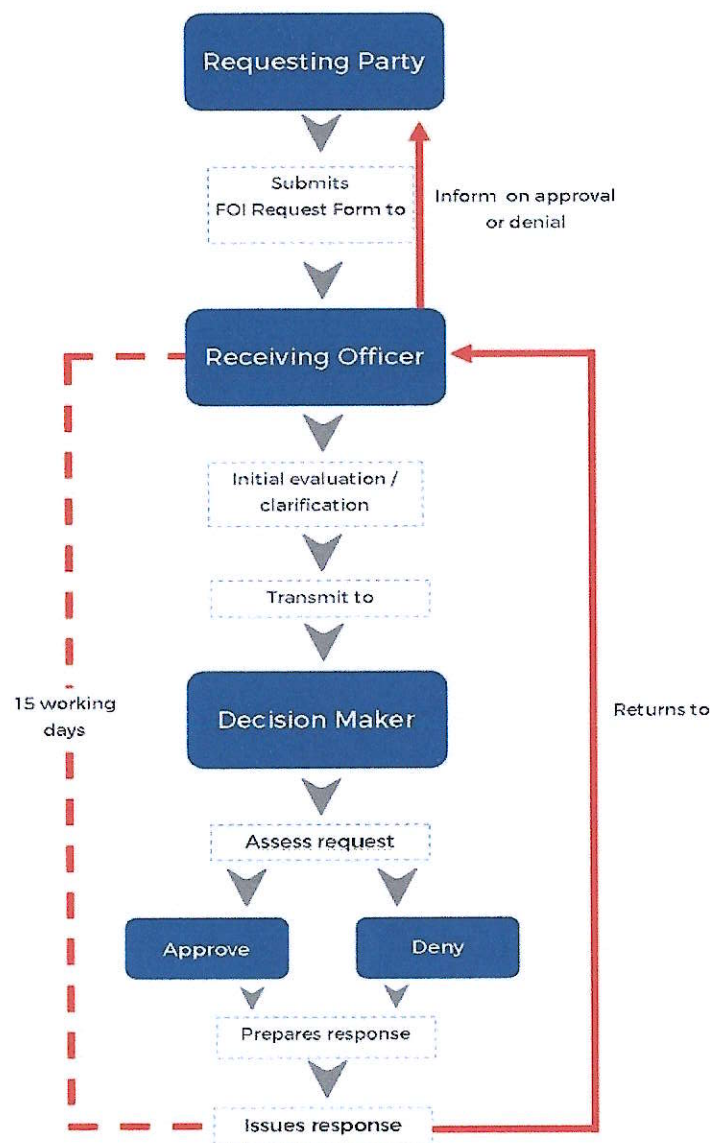 Requesting Party
Submits
FOI Request Form to
Inform on approval
or denial
Receiving Officer
Initial evaluation /
clarification
Transmit to
15 working
days
Decision Maker
Returns to
Assess request
Approve
Deny
Prepares response
Issues response